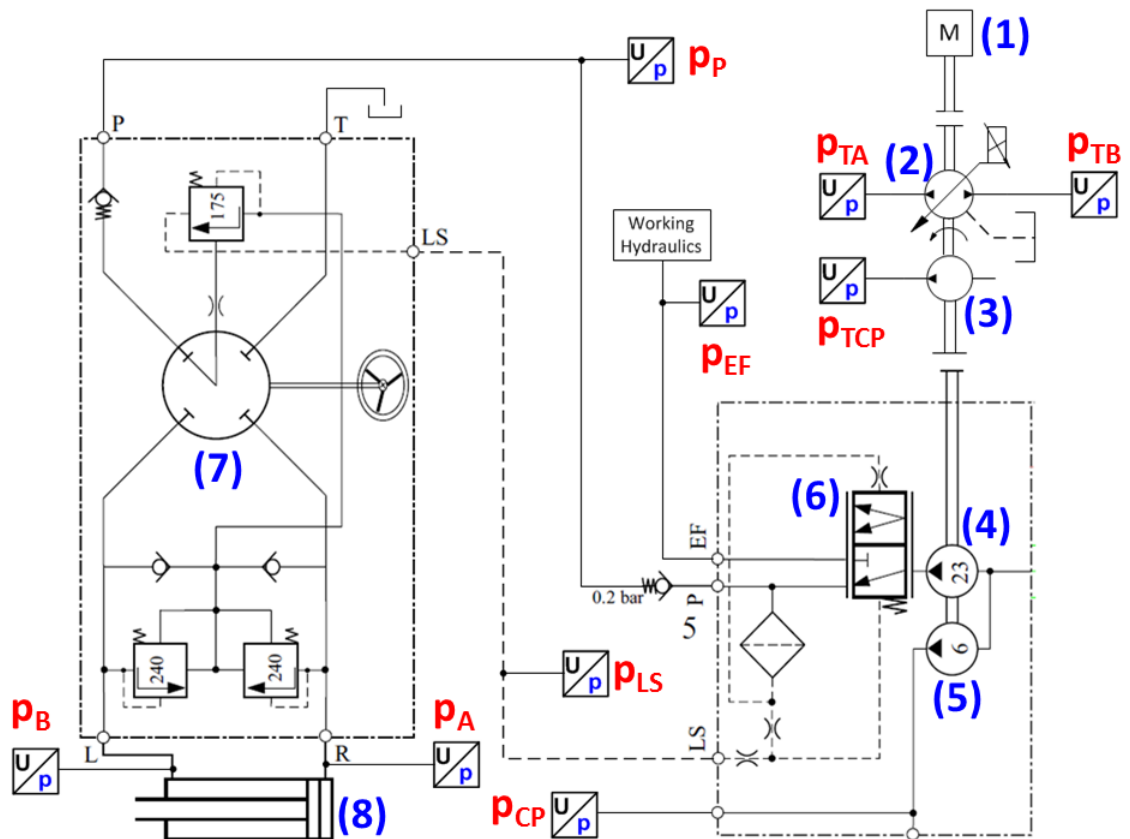 U
p
pP
M
(1)
P
T
pTA
(2)
pTB
U
p
U
p
175
LS
Working
Hydraulics
U
p
U
p
(3)
pTCP
pEF
(7)
(6)
(4)
EF
23
0.2 bar
P
5
6
240
240
U
p
pLS
(5)
pB
pA
L
R
LS
U
p
U
p
pCP
U
p
(8)